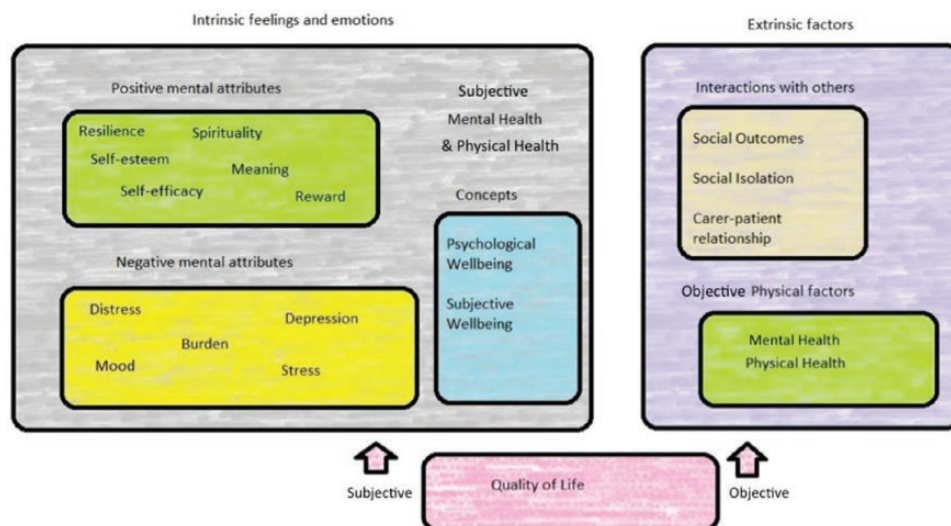 Intrinsic feelings and emotions
Positive mental attributes
Resilience
Spirituality
Self-esteem
Meaning
Self-efficacy
Reward
Subjective
Mental Health
& Physical Health
Concepts
Psychological
Wellbeing
Subjective
Wellbeing
Negative mental attributes
Distress
Depression
Burden
Mood
Stress
Extrinsic factors
Interactions with others
Social Outcomes
Social Isolation
Carer-patient
relationship
Objective Physical factors
Mental Health
Physical Health
Subjective
Quality of Life
Objective